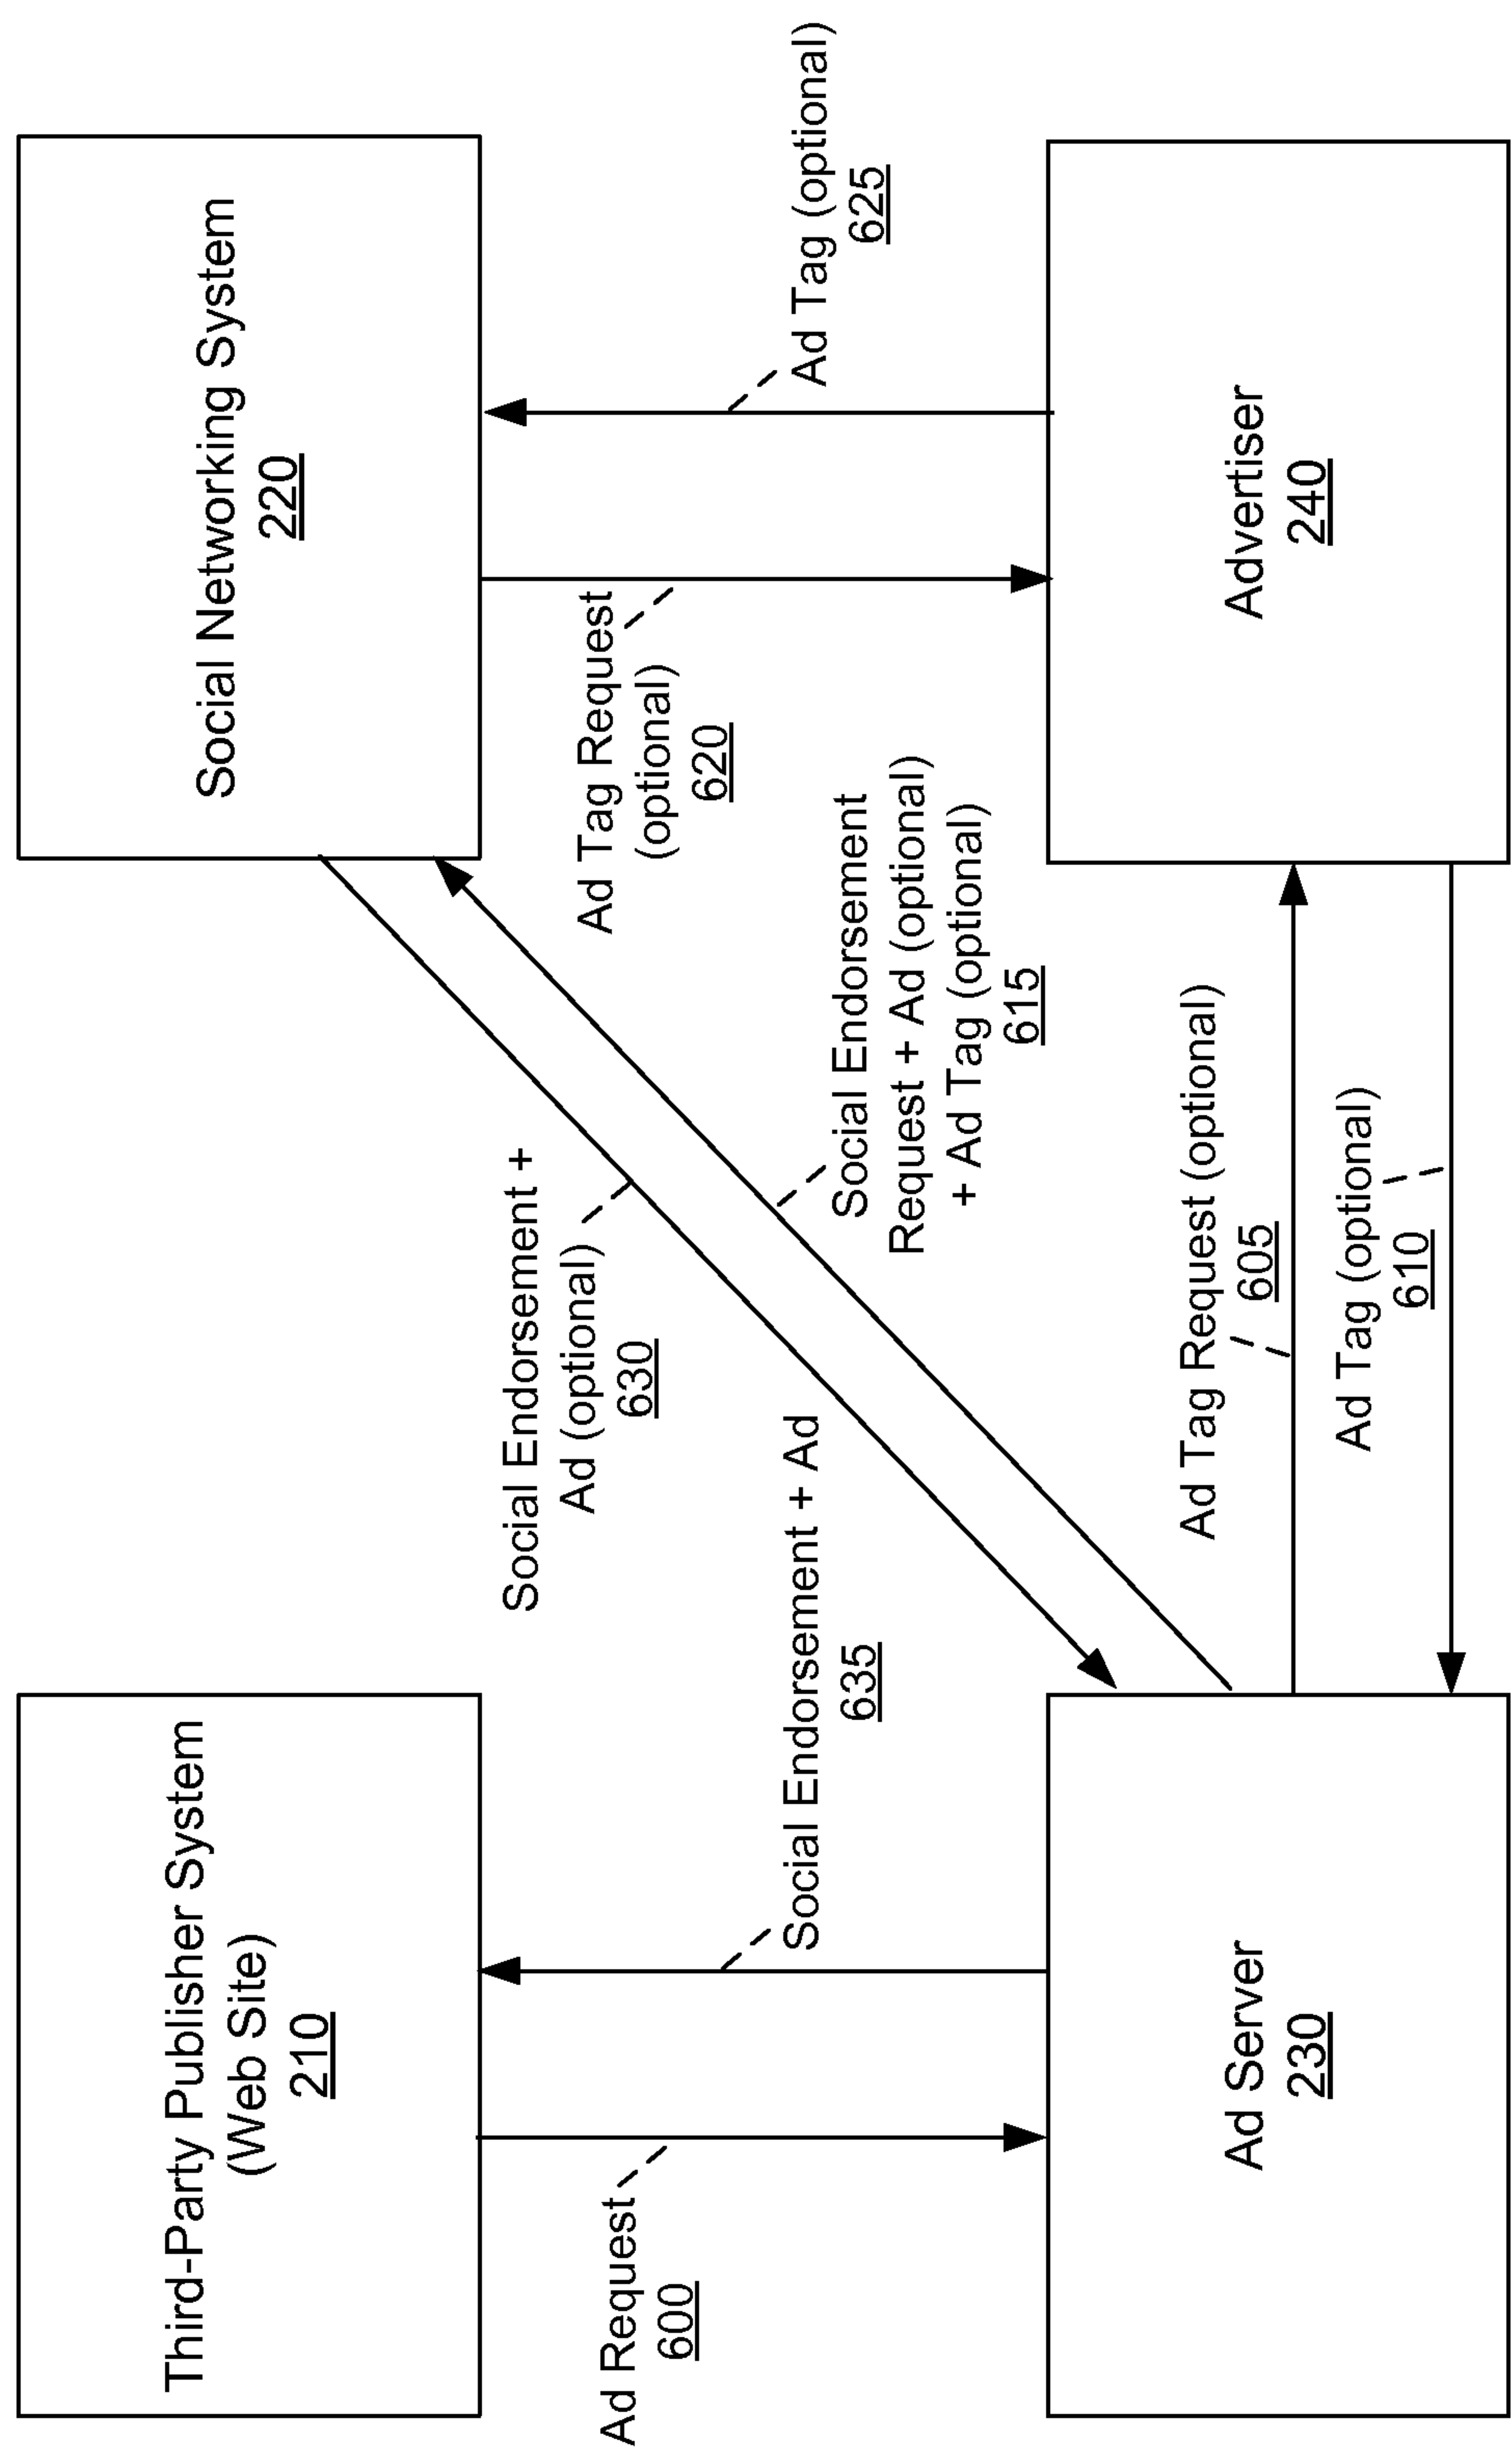 Third-Party Publisher System
(Web Site)
210
Social Networking System
220
Ad Request
600
Social Endorsement + Ad
635
Social Endorsement +
Ad (optional)
630
Ad Tag Request
(optional)
620
Ad Tag (optional)
625
Social Endorsement
Request + Ad (optional)
+ Ad Tag (optional)
615
Ad Tag Request (optional)
605
Ad Tag (optional)
610
Ad Server
230
Advertiser
240